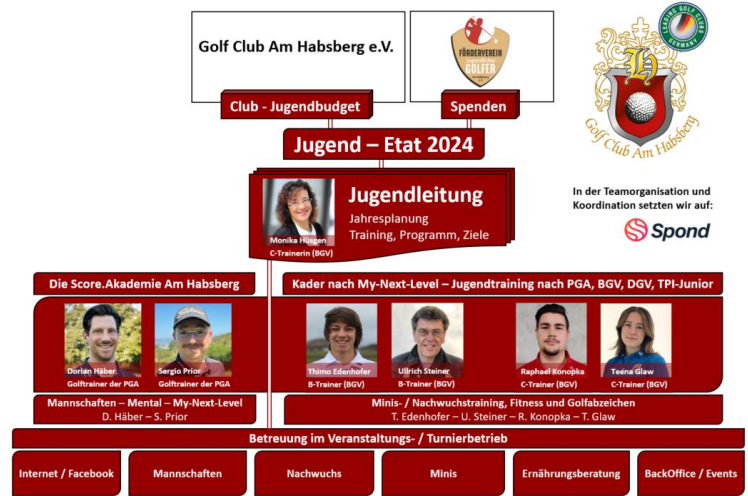 Golf Club Am Habsberg e.V.
FÖRDERVEREIN
GOLFER
LEADING GOLF CLUBS
GERMANY
H
Golf Club Am Habsberg
Club - Jugendbudget
Spenden
Jugend – Etat 2024
Jugendleitung
Jahresplanung
Training, Programm, Ziele
Monika Hüsgen
C-Trainerin (BGV)
In der Teamorganisation und
Koordination setzten wir auf:
Spond
Die Score.Akademie Am Habsberg
Kader nach My-Next-Level – Jugendtraining nach PGA, BGV, DGV, TPI-Junior
Dorian Häber
Golftrainer der PGA
Sergio Prior
Golftrainer der PGA
Thimo Edenhofer
B-Trainer (BGV)
Ullrich Steiner
B-Trainer (BGV)
Raphael Konopka
C-Trainer (BGV)
Teena Glaw
C-Trainer (BGV)
Mannschaften – Mental – My-Next-Level
D. Häber – S. Prior
Minis- / Nachwuchstraining, Fitness und Golfabzeichen
T. Edenhofer – U. Steiner – R. Konopka – T. Glaw
Betreuung im Veranstaltungs- / Turnierbetrieb
Internet / Facebook
Mannschaften
Nachwuchs
Minis
Ernährungsberatung
BackOffice / Events